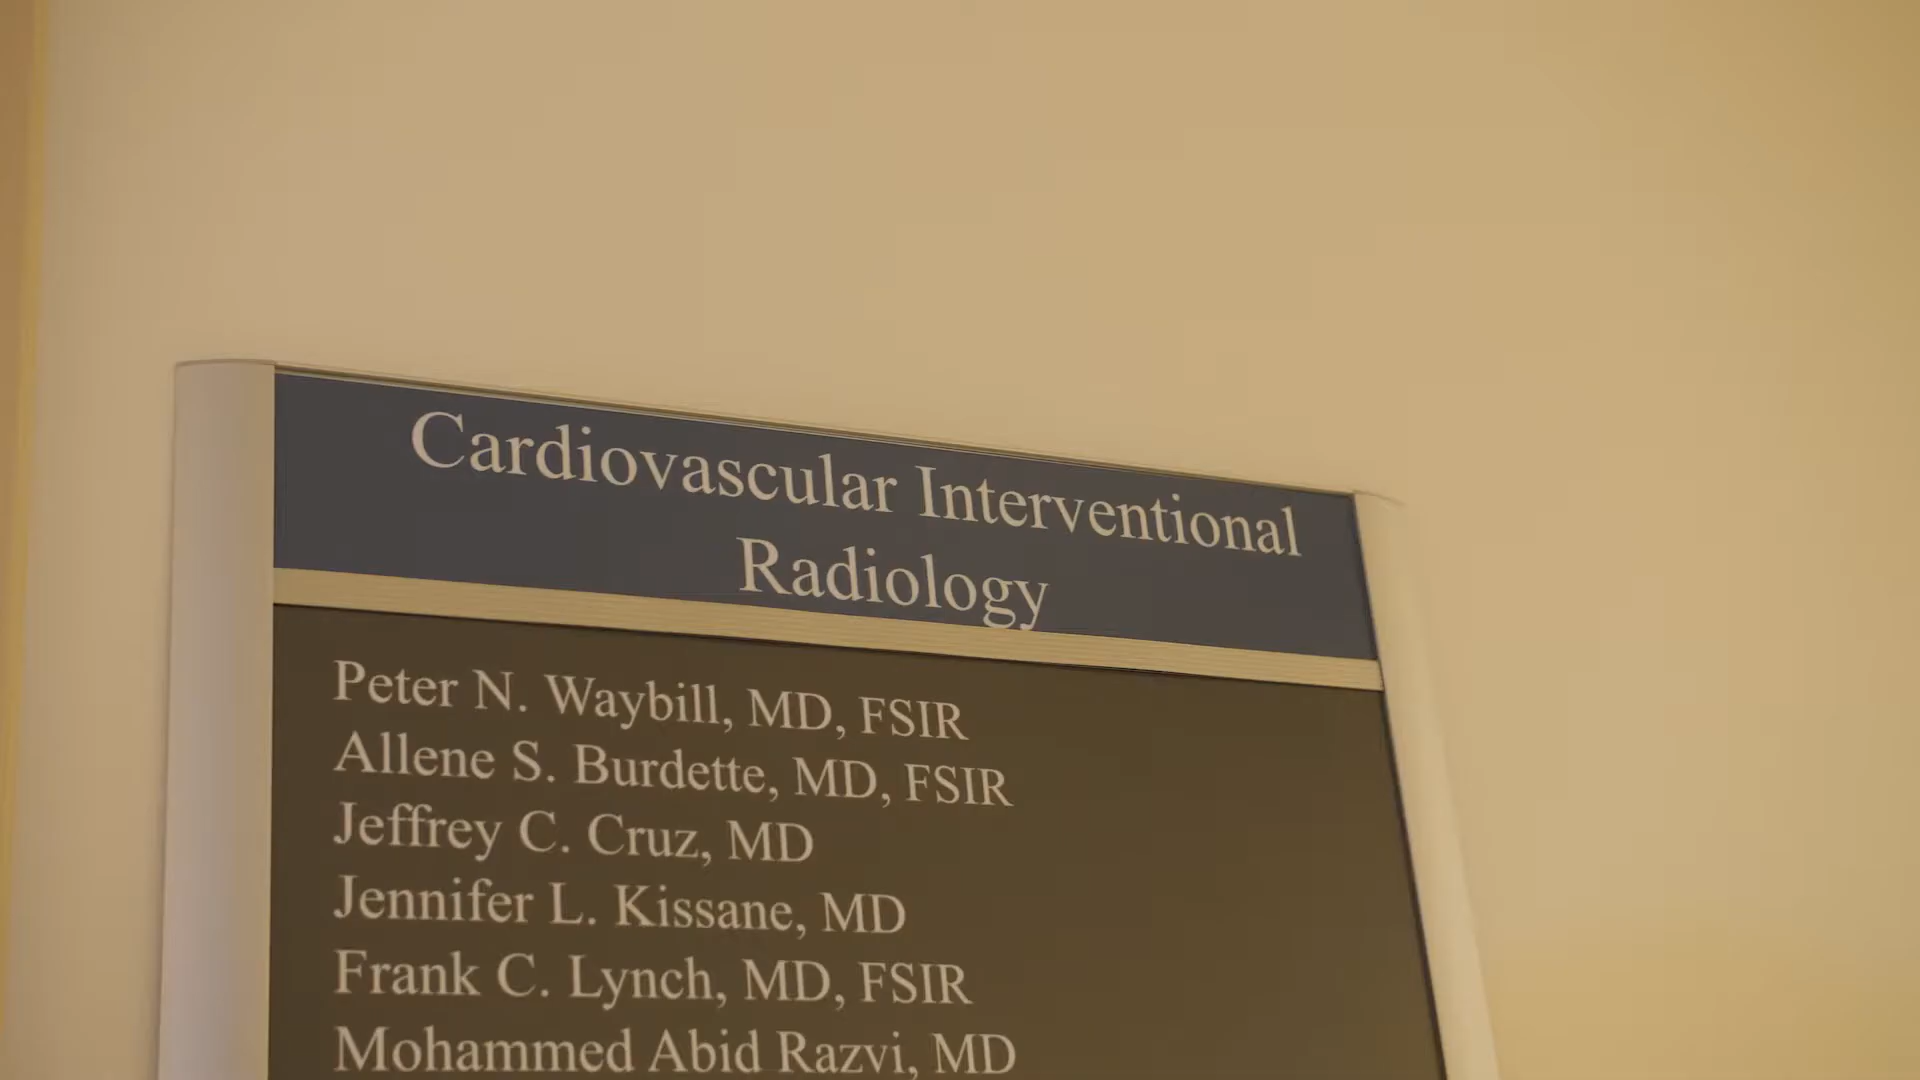 Cardiovascular Interventional
Radiology
Peter N. Waybill, MD, FSIR
Allene S. Burdette, MD, FSIR
Jeffrey C. Cruz, MD
Jennifer L. Kissane, MD
Frank C. Lynch, MD, FSIR
Mohammed Abid Razvi, MD